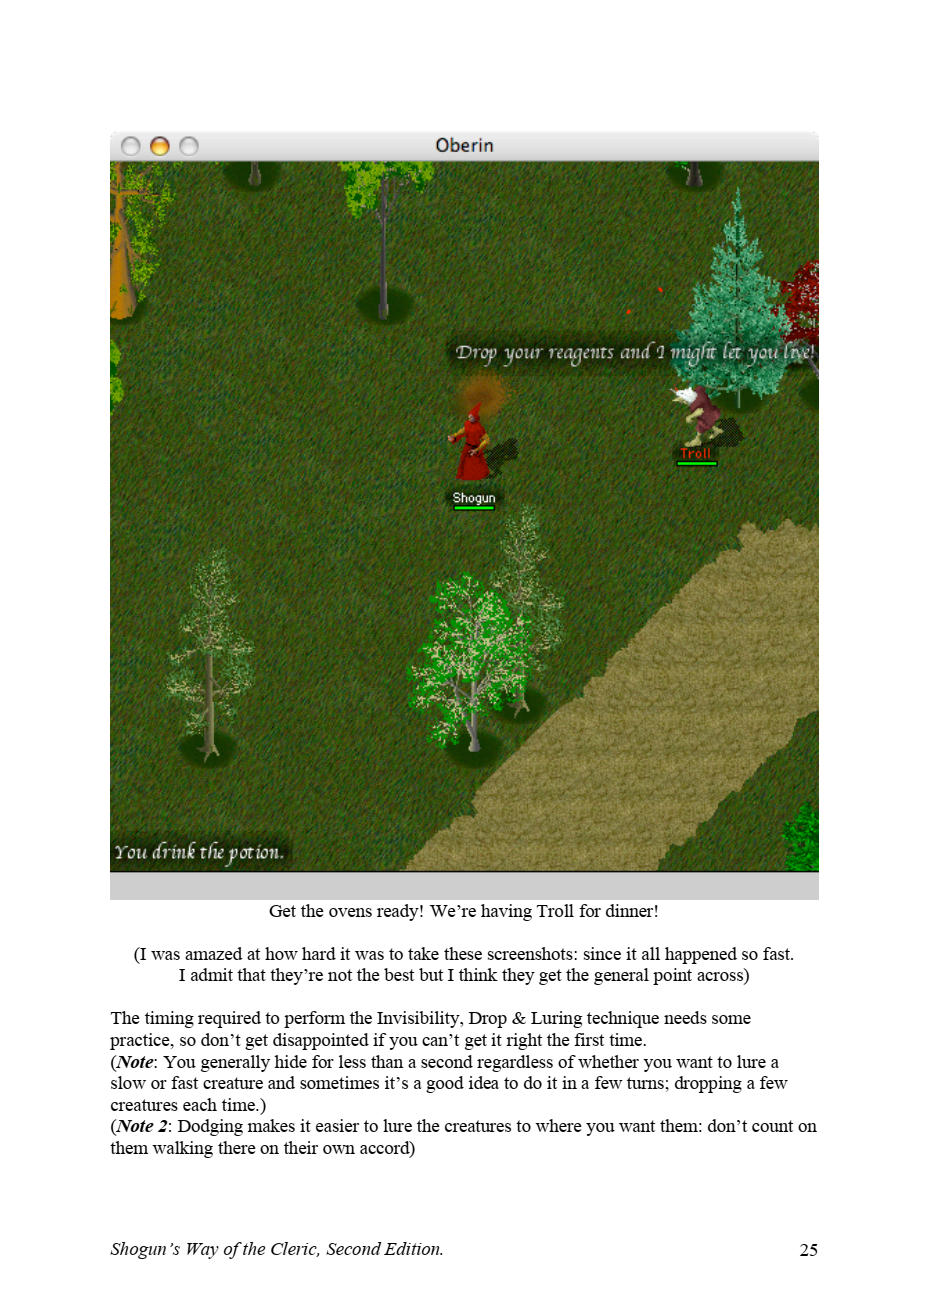 Oberin
Drop your reagents and I might let you live!
Troll
Shogun
You drink the potion.
Get the ovens ready! We’re having Troll for dinner!
(I was amazed at how hard it was to take these screenshots: since it all happened so fast.
I admit that they’re not the best but I think they get the general point across)
The timing required to perform the Invisibility, Drop & Luring technique needs some
practice, so don’t get disappointed if you can’t get it right the first time.
(Note: You generally hide for less than a second regardless of whether you want to lure a
slow or fast creature and sometimes it’s a good idea to do it in a few turns; dropping a few
creatures each time.)
(Note 2: Dodging makes it easier to lure the creatures to where you want them: don’t count on
them walking there on their own accord)
Shogun’s Way of the Cleric, Second Edition. 25